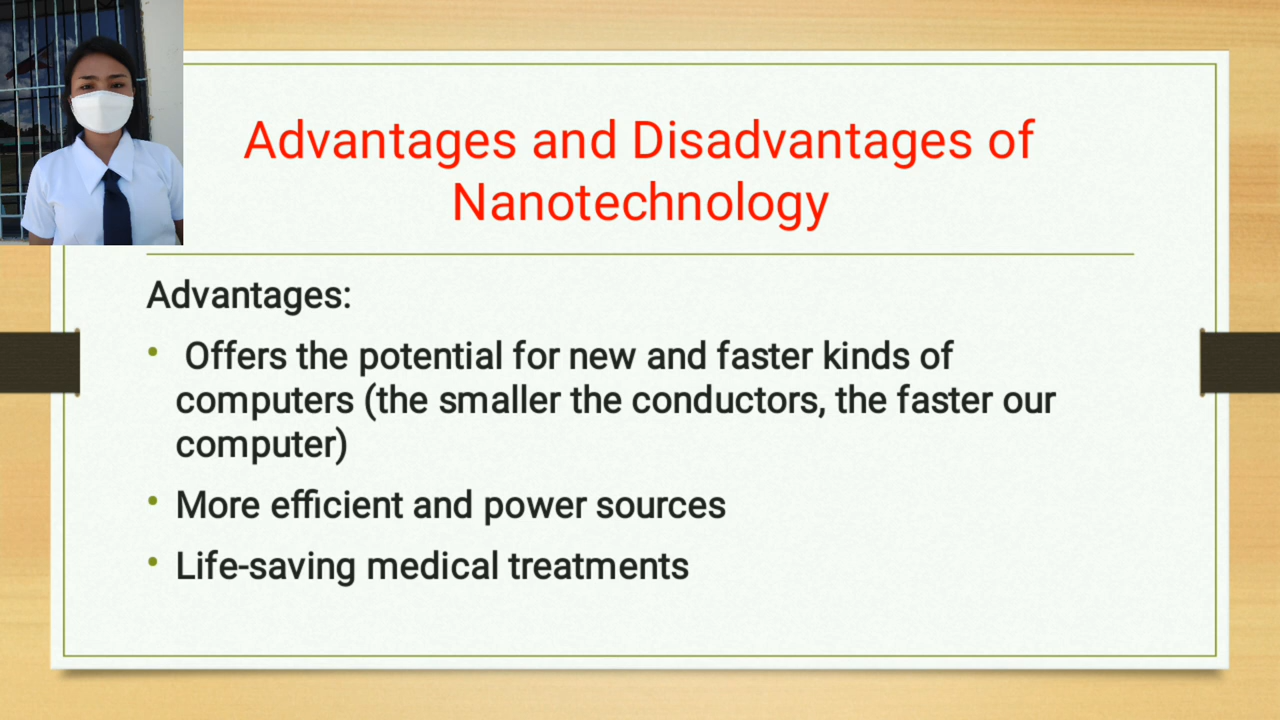 Advantages and Disadvantages of
Nanotechnology
Advantages:
• Offers the potential for new and faster kinds of
computers (the smaller the conductors, the faster our
computer)
• More efficient and power sources
• Life-saving medical treatments